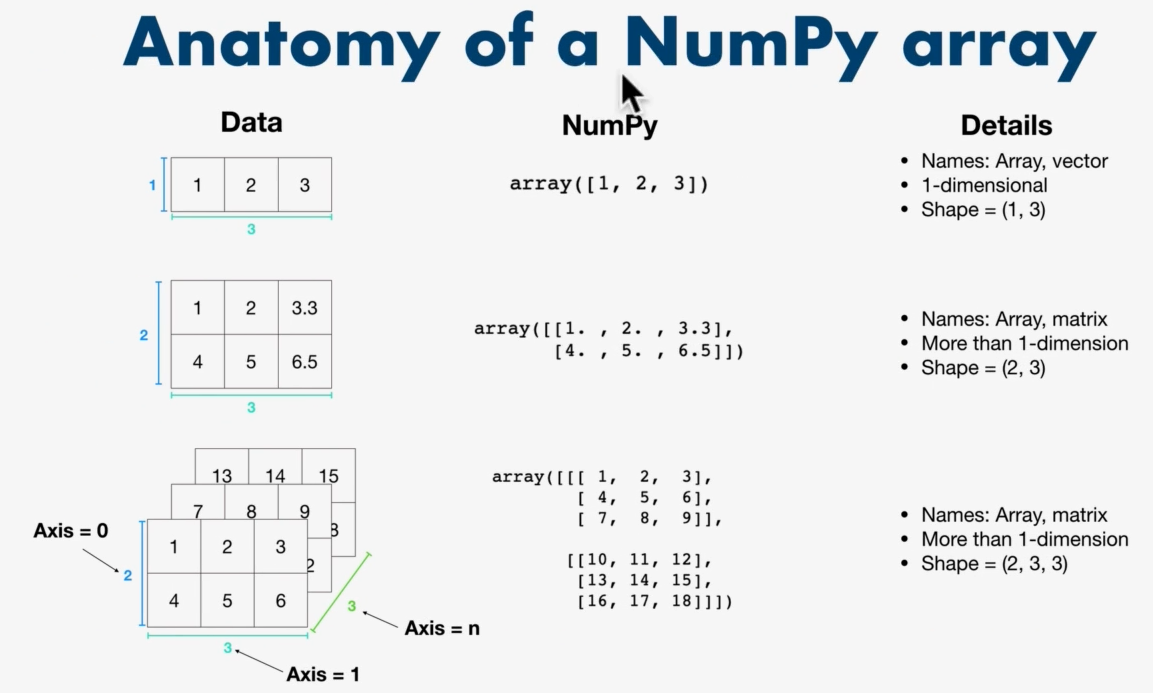 Anatomy of a NumPy array
Data
NumPy
Details
1
1 2 3
3
array([1, 2, 3])
• Names: Array, vector
• 1-dimensional
• Shape = (1, 3)
2
1 2 3.3
4 5 6.5
3
array([[1. , 2. , 3.3],
[4. , 5. , 6.5]])
• Names: Array, matrix
• More than 1-dimension
• Shape = (2, 3)
13 14 15
7 8 9
8
1 2 3
2
4 5 6
Axis = 0
2
3
Axis = n
3
Axis = 1
array([[[ 1, 2, 3],
[ 4, 5, 6],
[ 7, 8, 9]],
[[10, 11, 12],
[13, 14, 15],
[16, 17, 18]]])
• Names: Array, matrix
• More than 1-dimension
• Shape = (2, 3, 3)